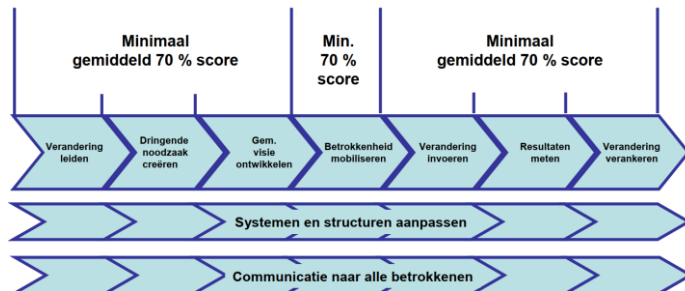 Minimaal
gemiddeld 70 % score
Min.
70 %
score
Minimaal
gemiddeld 70 % score
Verandering
leiden
Dringende
noodzaak
creëren
Gem.
visie
ontwikkelen
Betrokkenheid
mobiliseren
Verandering
invoeren
Resultaten
meten
Verandering
verankeren
Systemen en structuren aanpassen
Communicatie naar alle betrokkenen